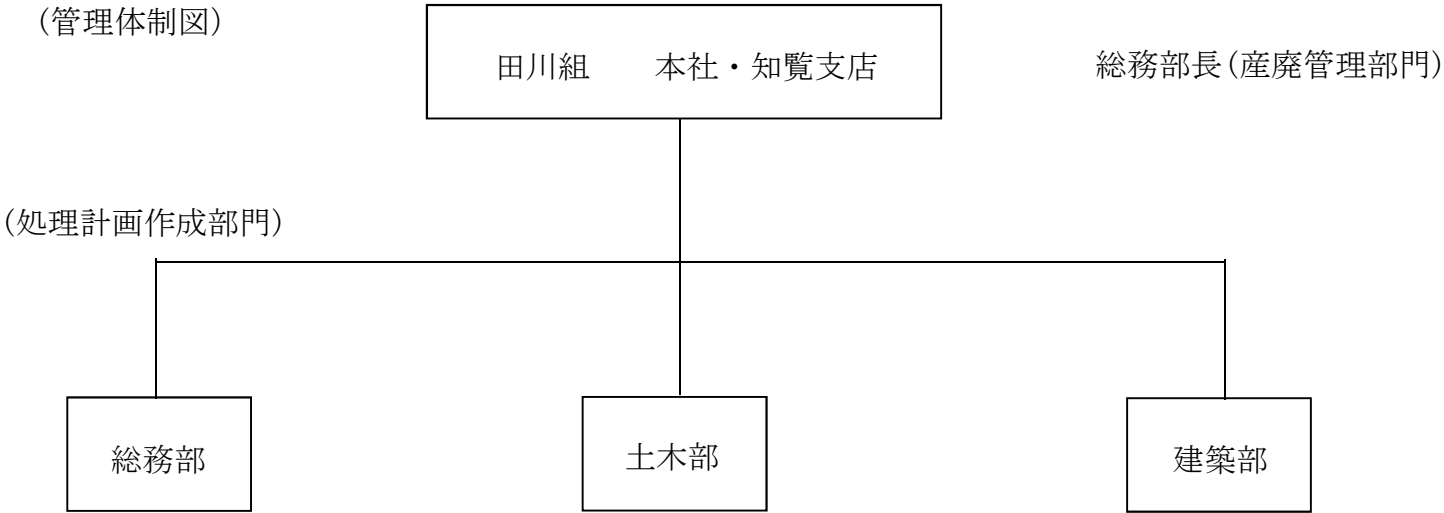 (管理体制図)
田川組　　本社・知覧支店
総務部長(産廃管理部門)
(処理計画作成部門)
総務部
土木部
建築部